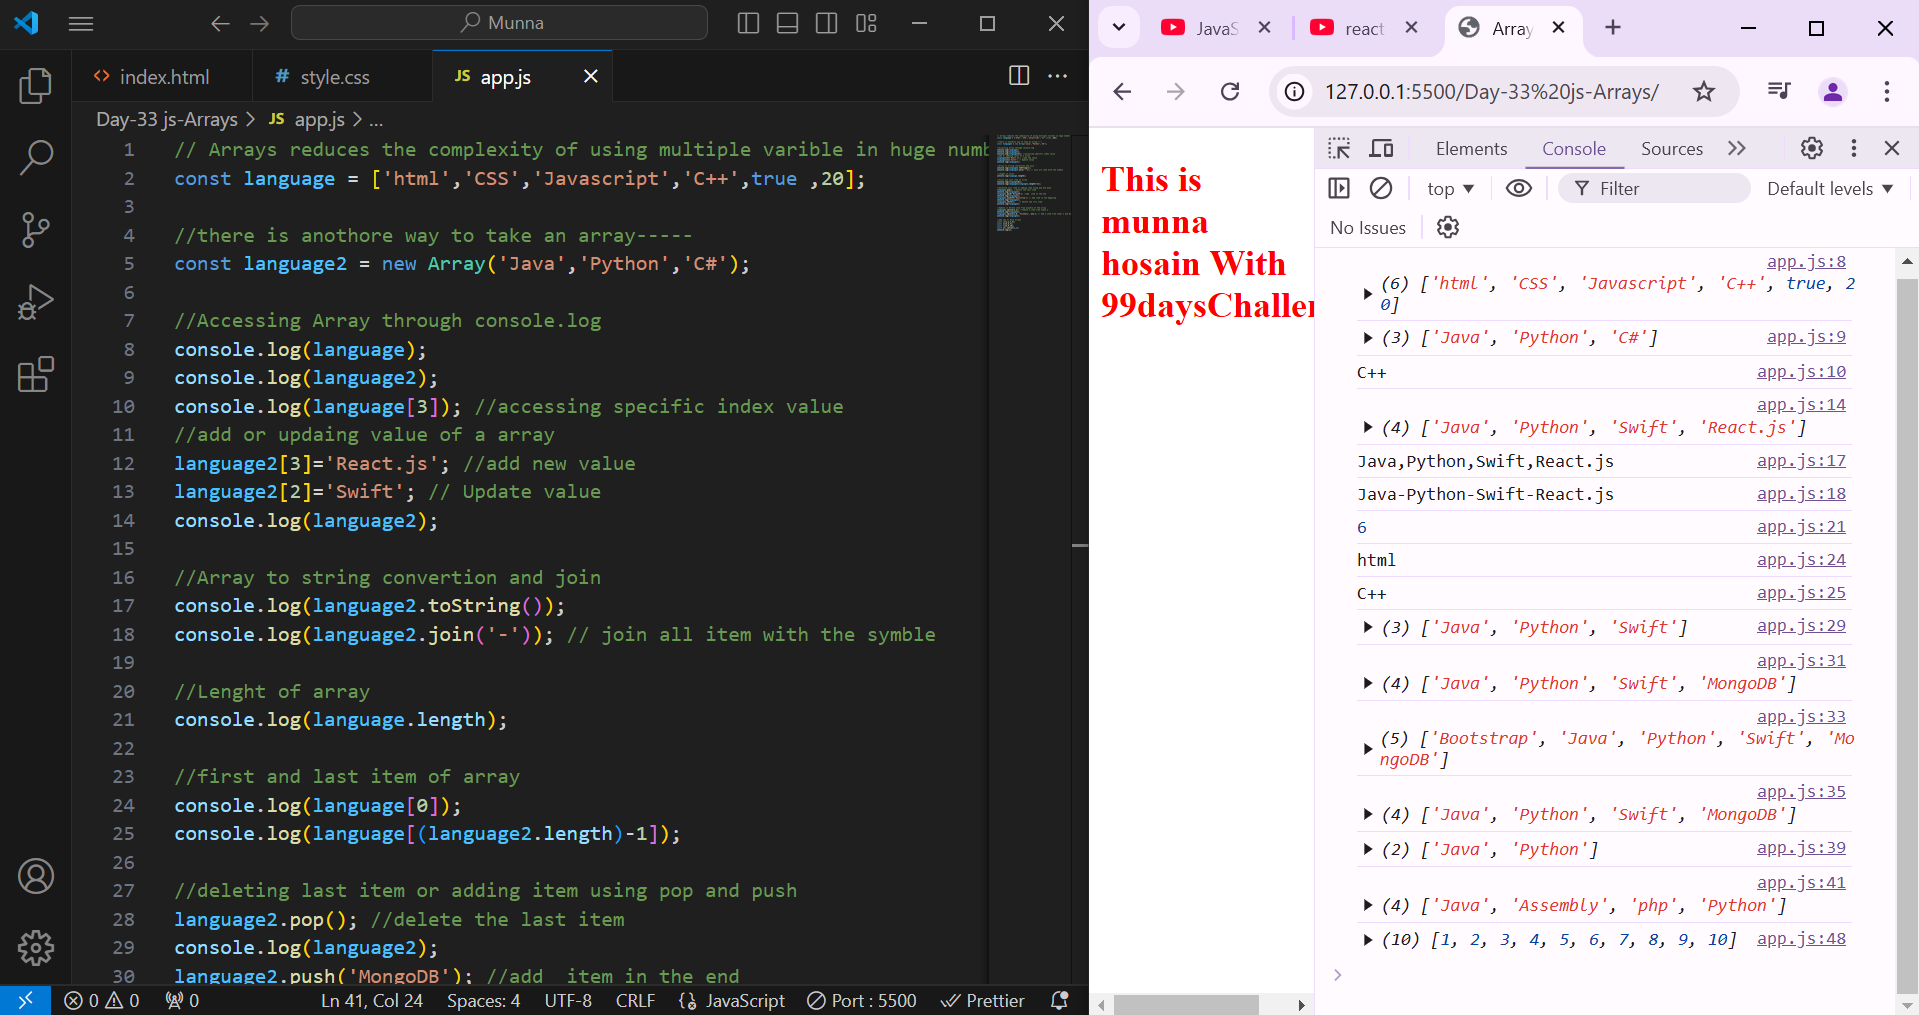 Munna
index.html
# style.css
JS app.js
Day-33 js-Arrays > JS app.js > ...
1 // Arrays reduces the complexity of using multiple varible in huge numb
2 const language = ['html','CSS','Javascript','C++',true ,20];
3
4 //there is anothore way to take an array-----
5 const language2 = new Array('Java','Python','C#');
6
7 //Accessing Array through console.log
8 console.log(language);
9 console.log(language2);
10 console.log(language[3]); //accessing specific index value
11 //add or updaing value of a array
12 language2[3]='React.js'; //add new value
13 language2[2]='Swift'; // Update value
14 console.log(language2);
15
16 //Array to string convertion and join
17 console.log(language2.toString());
18 console.log(language2.join('-')); // join all item with the symble
19
20 //Lenght of array
21 console.log(language.length);
22
23 //first and last item of array
24 console.log(language[0]);
25 console.log(language[(language2.length)-1]);
26
27 //deleting last item or adding item using pop and push
28 language2.pop(); //delete the last item
29 console.log(language2);
30 language2.push('MongoDB'); //add  item in the end
0 0 0 Ln 41, Col 24 Spaces: 4 UTF-8 CRLF {} JavaScript Port : 5500 Prettier
JavaS
react
Array
127.0.0.1:5500/Day-33%20js-Arrays/
This is
munna
hosain With
99daysChaller
Elements Console Sources
top Filter Default levels
No Issues
app.js:8
(6) ['html', 'CSS', 'Javascript', 'C++', true, 2
0]
(3) ['Java', 'Python', 'C#'] app.js:9
C++ app.js:10
app.js:14
(4) ['Java', 'Python', 'Swift', 'React.js']
Java,Python,Swift,React.js app.js:17
Java-Python-Swift-React.js app.js:18
6 app.js:21
html app.js:24
C++ app.js:25
(3) ['Java', 'Python', 'Swift'] app.js:29
app.js:31
(4) ['Java', 'Python', 'Swift', 'MongoDB']
app.js:33
(5) ['Bootstrap', 'Java', 'Python', 'Swift', 'Mo
ngoDB']
app.js:35
(4) ['Java', 'Python', 'Swift', 'MongoDB']
(2) ['Java', 'Python'] app.js:39
app.js:41
(4) ['Java', 'Assembly', 'php', 'Python']
(10) [1, 2, 3, 4, 5, 6, 7, 8, 9, 10] app.js:48